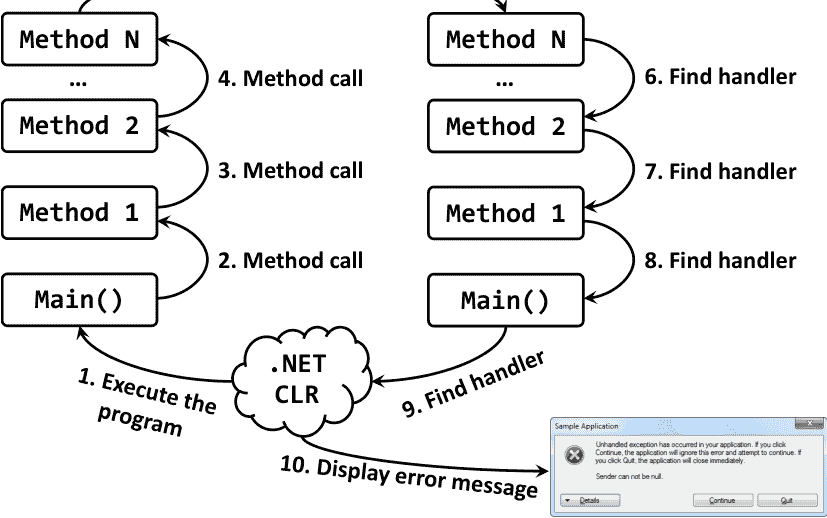 Method N
...
4. Method call
Method 2
3. Method call
Method 1
2. Method call
Main()
1. Execute the
program
.NET
CLR
Method N
...
6. Find handler
Method 2
7. Find handler
Method 1
8. Find handler
Main()
9. Find handler
10. Display error message
Sample Application
Unhandled exception has occurred in your application. If you click
Continue, the application will ignore this error and attempt to continue. If
you click Quit, the application will close immediately.
Sender can not be null.
Details
Continue
Quit